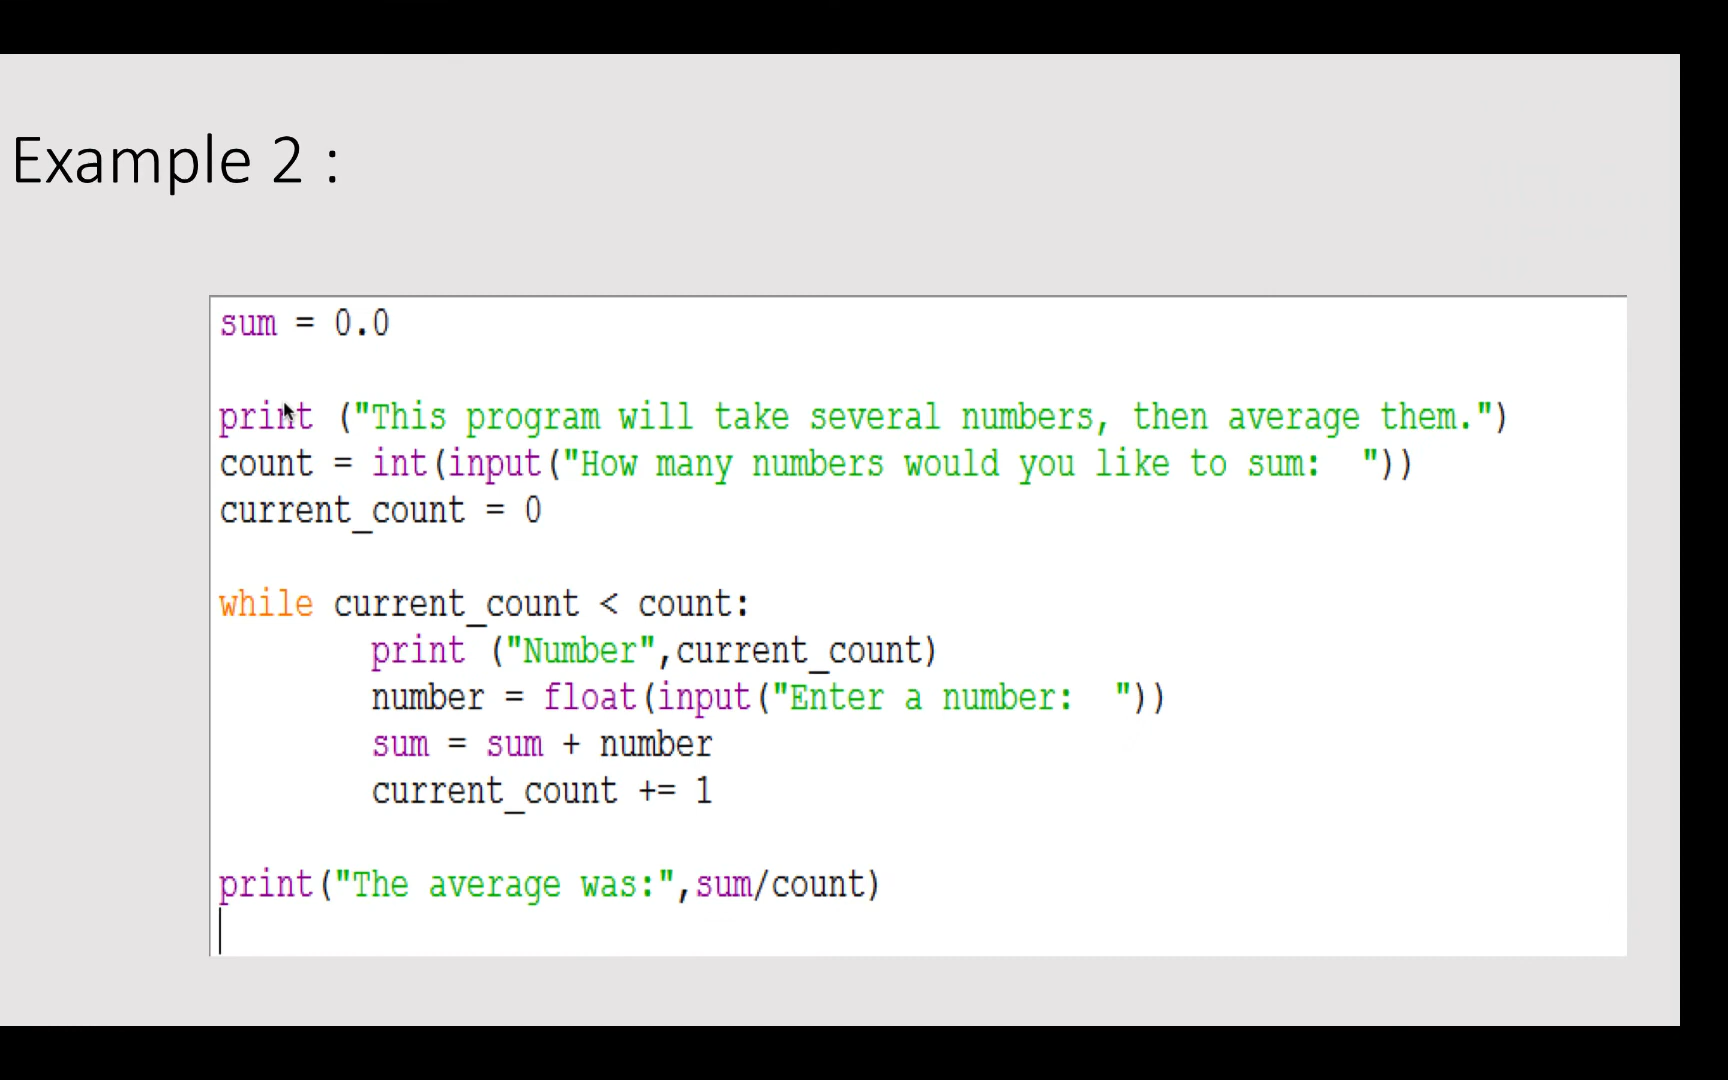 Example 2 :
sum = 0.0
print ("This program will take several numbers, then average them.")
count = int(input("How many numbers would you like to sum:  "))
current_count = 0
while current_count < count:
        print ("Number",current_count)
        number = float(input("Enter a number:  "))
        sum = sum + number
        current_count += 1
print("The average was:",sum/count)